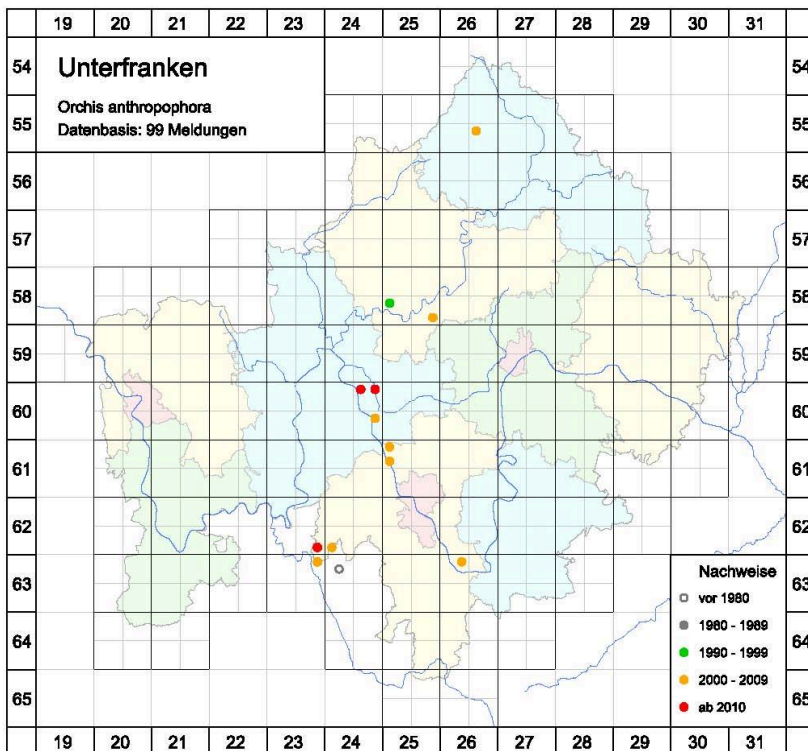 19 20 21 22 23 24 25 26 27 28 29 30 31
54 54
Unterfranken
Orchis anthropophora
Datenbasis: 99 Meldungen
55 55
56 56
57 57
58 58
59 59
60 60
61 61
62 62
63 63
64 64
65 65
Nachweise
vor 1980
1980 - 1989
1990 - 1999
2000 - 2009
ab 2010
19 20 21 22 23 24 25 26 27 28 29 30 31